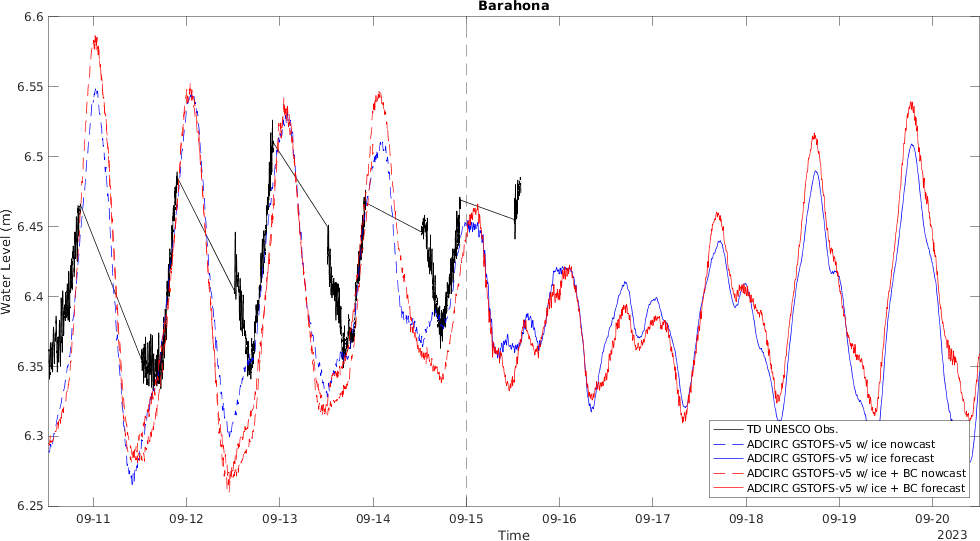 Barahona
6.6
6.55
6.5
6.45
6.4
6.35
6.3
6.25
Water Level (m)
TD UNESCO Obs.
ADCIRC GSTOFS-v5 w/ ice nowcast
ADCIRC GSTOFS-v5 w/ ice forecast
ADCIRC GSTOFS-v5 w/ ice + BC nowcast
ADCIRC GSTOFS-v5 w/ ice + BC forecast
09-11 09-12 09-13 09-14 09-15 09-16 09-17 09-18 09-19 09-20
Time
2023